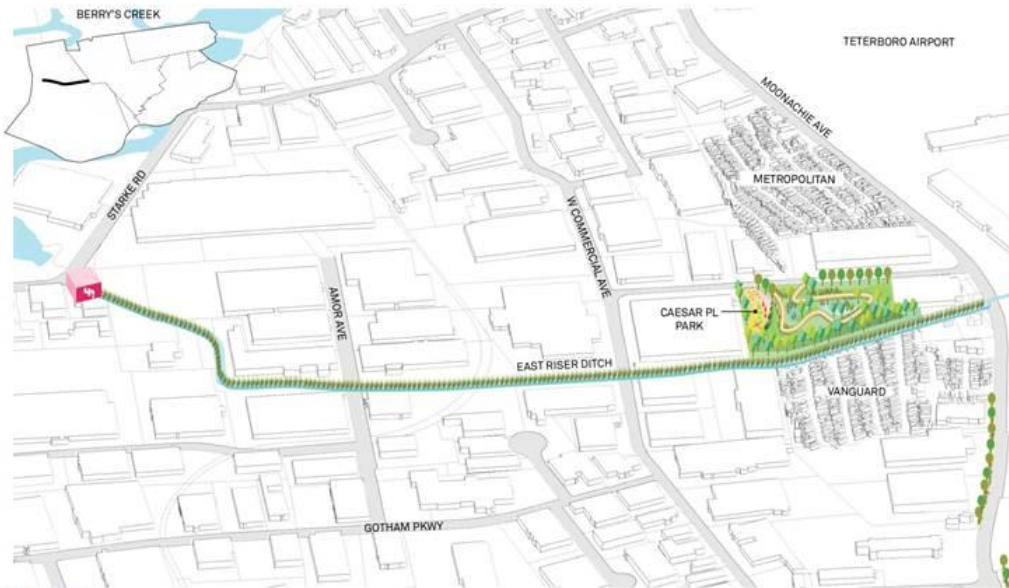 BERRY'S CREEK
TETERBORO AIRPORT
MOONACHIE AVE
METROPOLITAN
STARKE RD
W COMMERCIAL AVE
AMOR AVE
CAESAR PL
PARK
EAST RISER DITCH
VANGUARD
GOTHAM PKWY